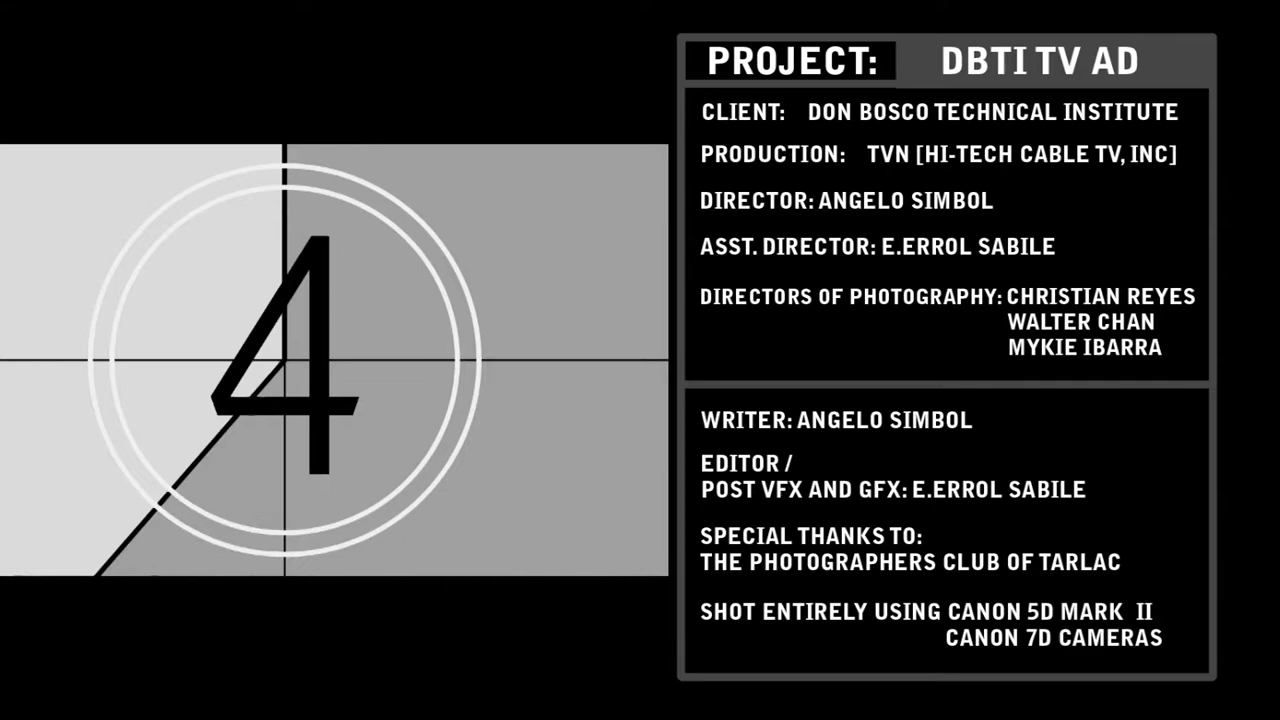 4
PROJECT: DBTI TV AD
CLIENT: DON BOSCO TECHNICAL INSTITUTE
PRODUCTION: TVN [HI-TECH CABLE TV, INC]
DIRECTOR: ANGELO SIMBOL
ASST. DIRECTOR: E.ERROL SABILE
DIRECTORS OF PHOTOGRAPHY: CHRISTIAN REYES
WALTER CHAN
MYKIE IBARRA
WRITER: ANGELO SIMBOL
EDITOR /
POST VFX AND GFX: E.ERROL SABILE
SPECIAL THANKS TO:
THE PHOTOGRAPHERS CLUB OF TARLAC
SHOT ENTIRELY USING CANON 5D MARK II
CANON 7D CAMERAS